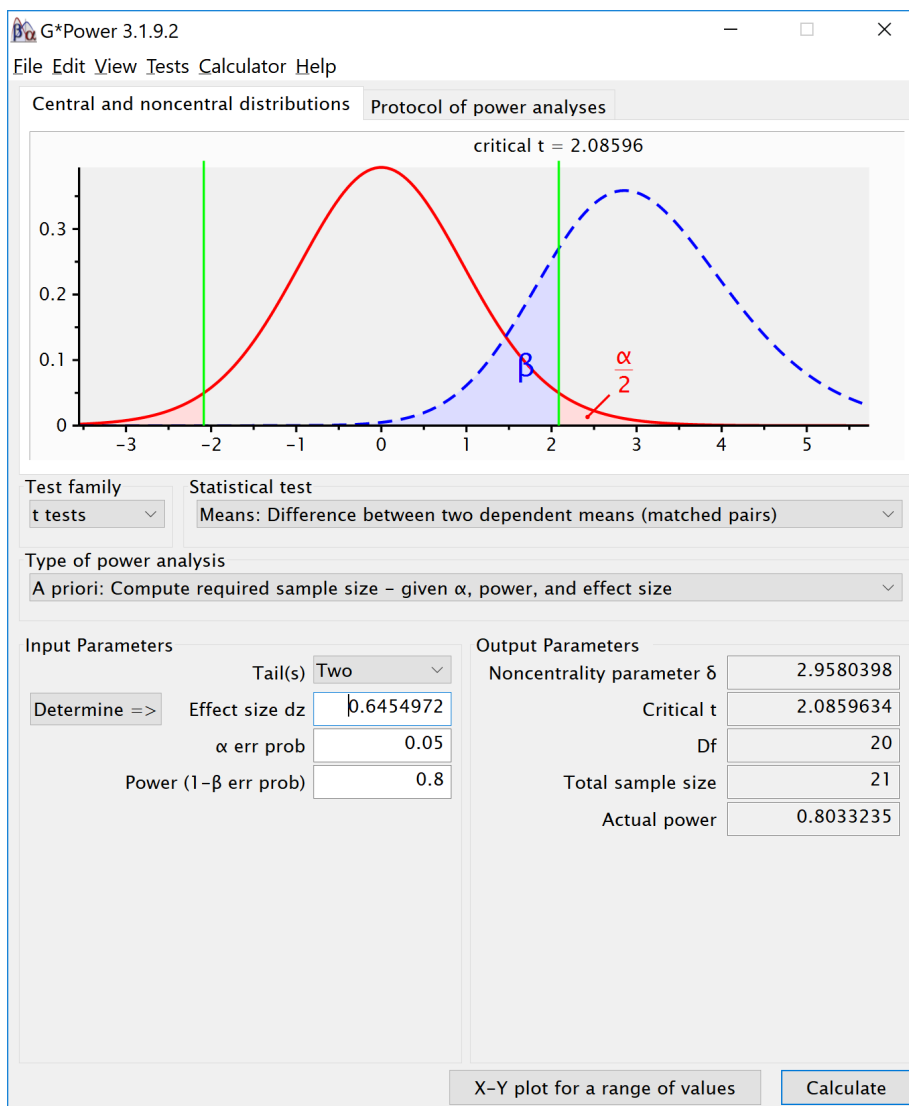 G*Power 3.1.9.2
File Edit View Tests Calculator Help
Central and noncentral distributions Protocol of power analyses
critical t = 2.08596
0.3
0.2
0.1
0
β
α
2
-3 -2 -1 0 1 2 3 4 5
Test family Statistical test
t tests Means: Difference between two dependent means (matched pairs)
Type of power analysis
A priori: Compute required sample size – given α, power, and effect size
Input Parameters
Tail(s) Two
Determine => Effect size dz 0.6454972
α err prob 0.05
Power (1-β err prob) 0.8
Output Parameters
Noncentrality parameter δ 2.9580398
Critical t 2.0859634
Df 20
Total sample size 21
Actual power 0.8033235
X-Y plot for a range of values Calculate